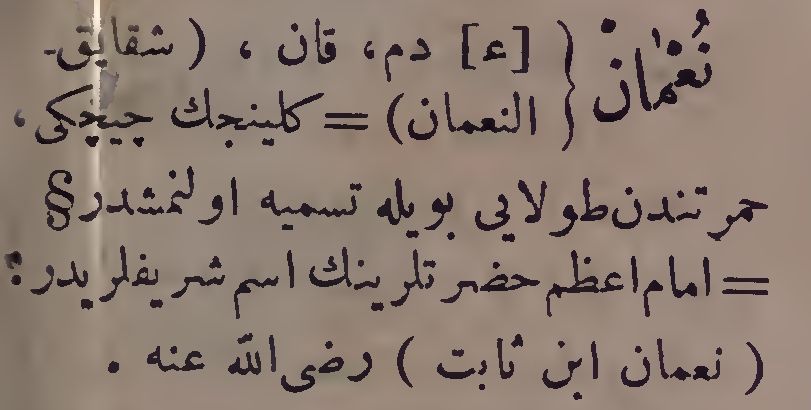 نُعْمَان { [ع] دم، قان ، ( شقايق-
النعمان) = كلينجك چيچكى ،
حمرتندن طولايى بويله تسميه اولنمشدر §
= امام اعظم حضرتلرينك اسم شريفلريدر :
( نعمان ابن ثابت ) رضى الله عنه .